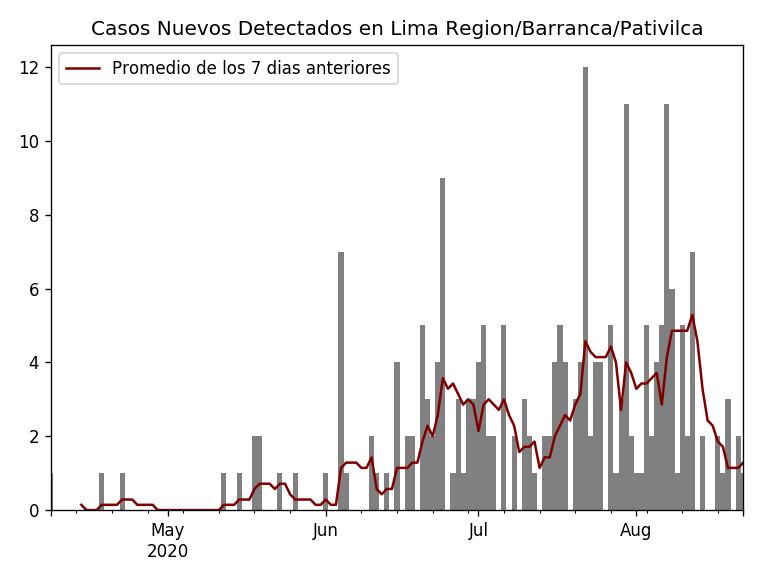 Casos Nuevos Detectados en Lima Region/Barranca/Pativilca
Promedio de los 7 dias anteriores
12
10
8
6
4
2
0
May
2020
Jun
Jul
Aug